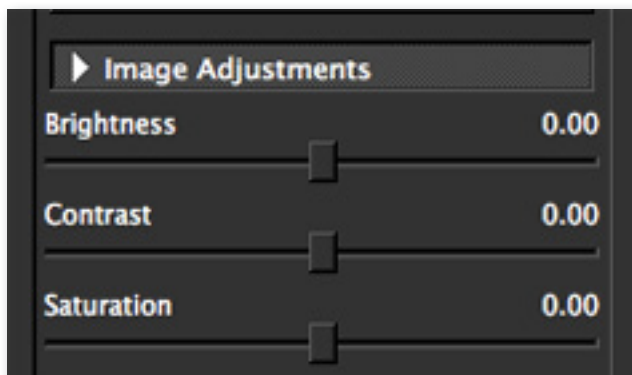 Image Adjustments
Brightness 0.00
Contrast 0.00
Saturation 0.00